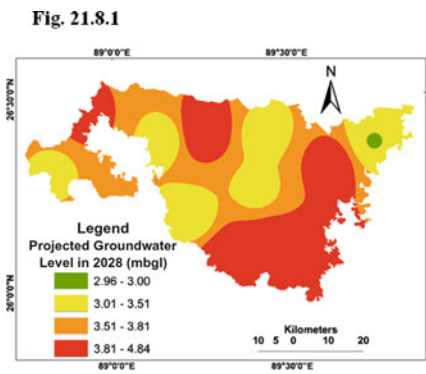 Fig. 21.8.1
89°0'0"E 89°30'0"E
N
26°30'0"N
26°0'0"N
Legend
Projected Groundwater
Level in 2028 (mbgl)
2.96 - 3.00
3.01 - 3.51
3.51 - 3.81
3.81 - 4.84
Kilometers
10 5 0 10 20
89°0'0"E 89°30'0"E